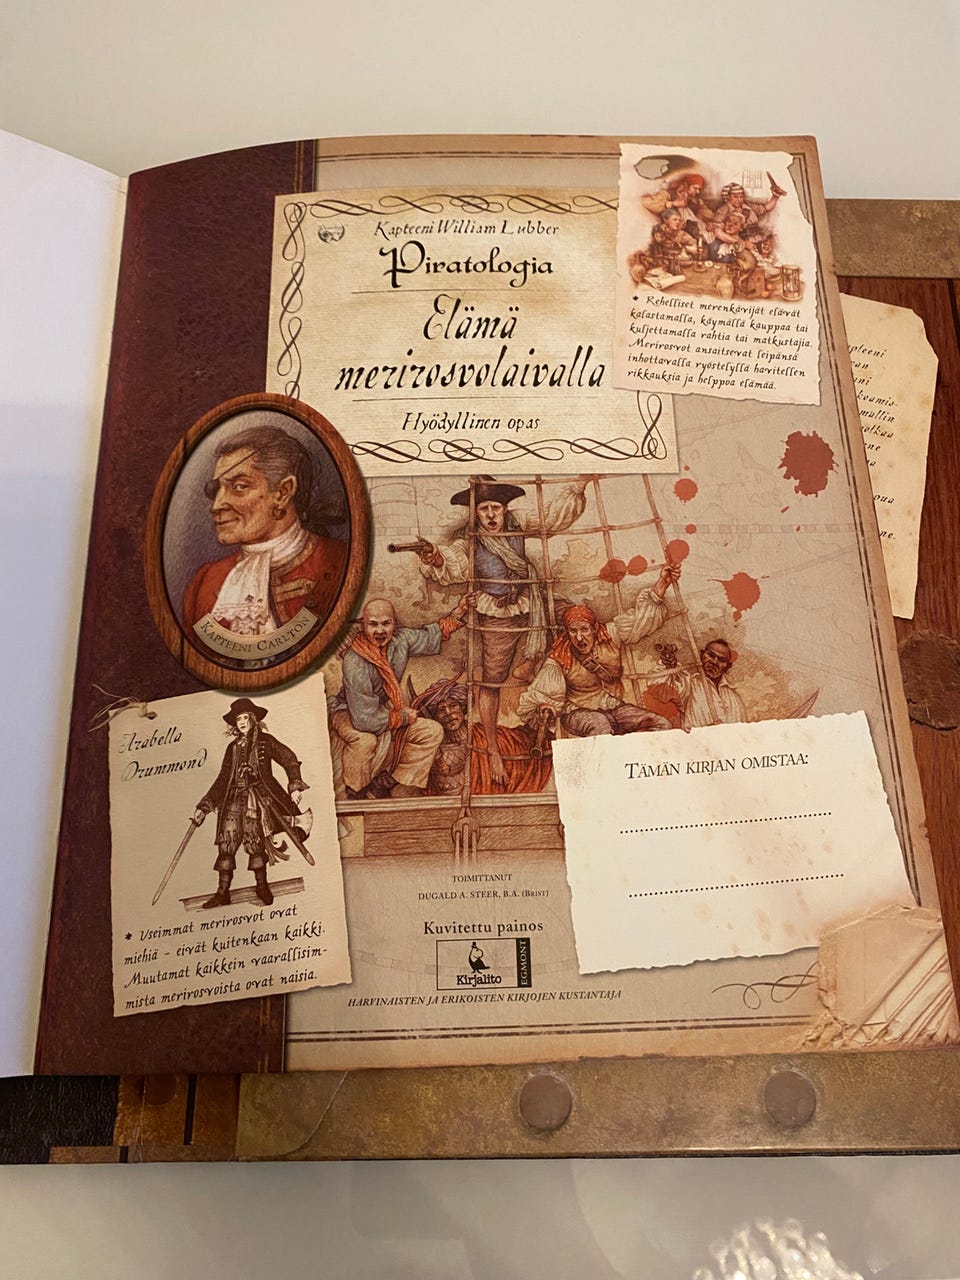 Kapteeni William Lubber
Piratologia
Elämä
merirosvolaivalla
Hyödyllinen opas
* Rehelliset merenkävijät elävät
kalastamalla, käymällä kauppaa tai
kuljettamalla rahtia tai matkustajia.
Merirosvot ansaitsevat leipänsä
inhottavalla ryöstelyllä havitellen
rikkauksia ja helppoa elämää.
KAPTEENI CARLTON
Arabella
Drummond
* Useimmat merirosvot ovat
miehiä – eivät kuitenkaan kaikki.
Muutamat kaikkein vaarallisim-
mista merirosvoista ovat naisia.
TÄMÄN KIRJAN OMISTAA:
TOIMITTANUT
DUGALD A. STEER, B.A. (BRIST)
Kuvitettu painos
Kirjalito
EGMONT
HARVINAISTEN JA ERIKOISTEN KIRJOJEN KUSTANTAJA